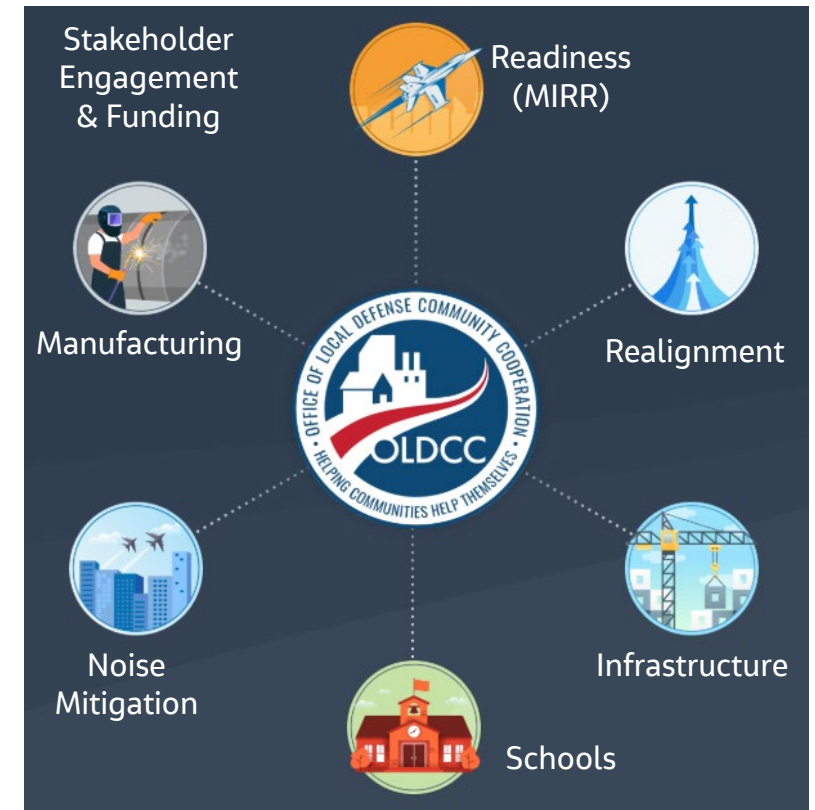 Stakeholder
Engagement
& Funding
Readiness
(MIRR)
Manufacturing
Realignment
OFFICE OF LOCAL DEFENSE COMMUNITY COOPERATION
OLDCC
• HELPING COMMUNITIES HELP THEMSELVES •
Noise
Mitigation
Infrastructure
Schools